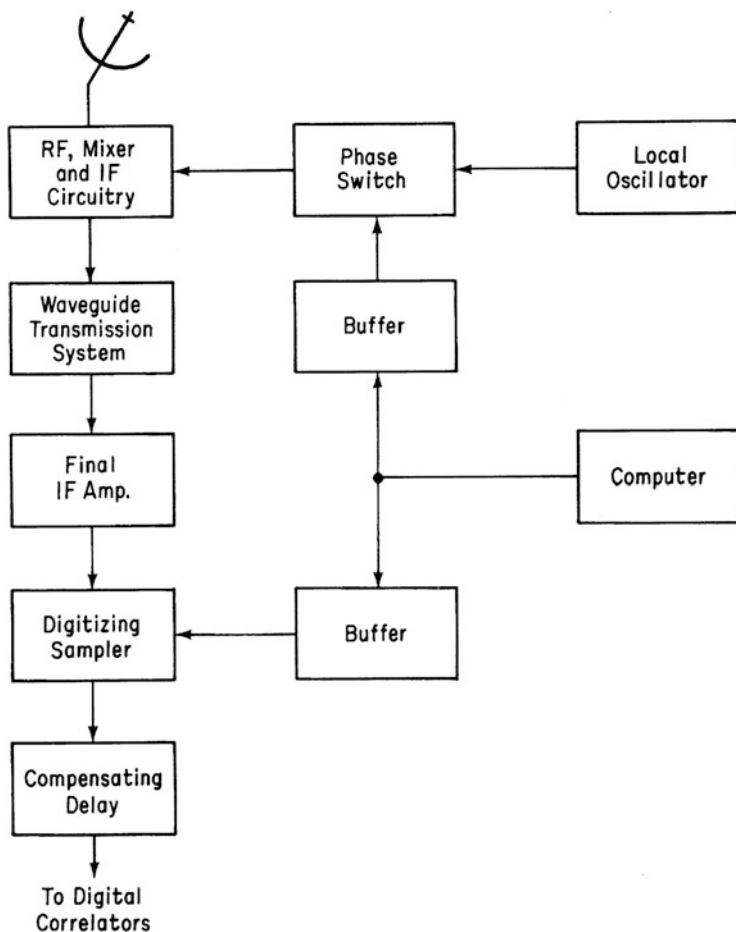 RF, Mixer
and IF
Circuitry
Phase
Switch
Local
Oscillator
Waveguide
Transmission
System
Buffer
Final
IF Amp.
Computer
Digitizing
Sampler
Buffer
Compensating
Delay
To Digital
Correlators